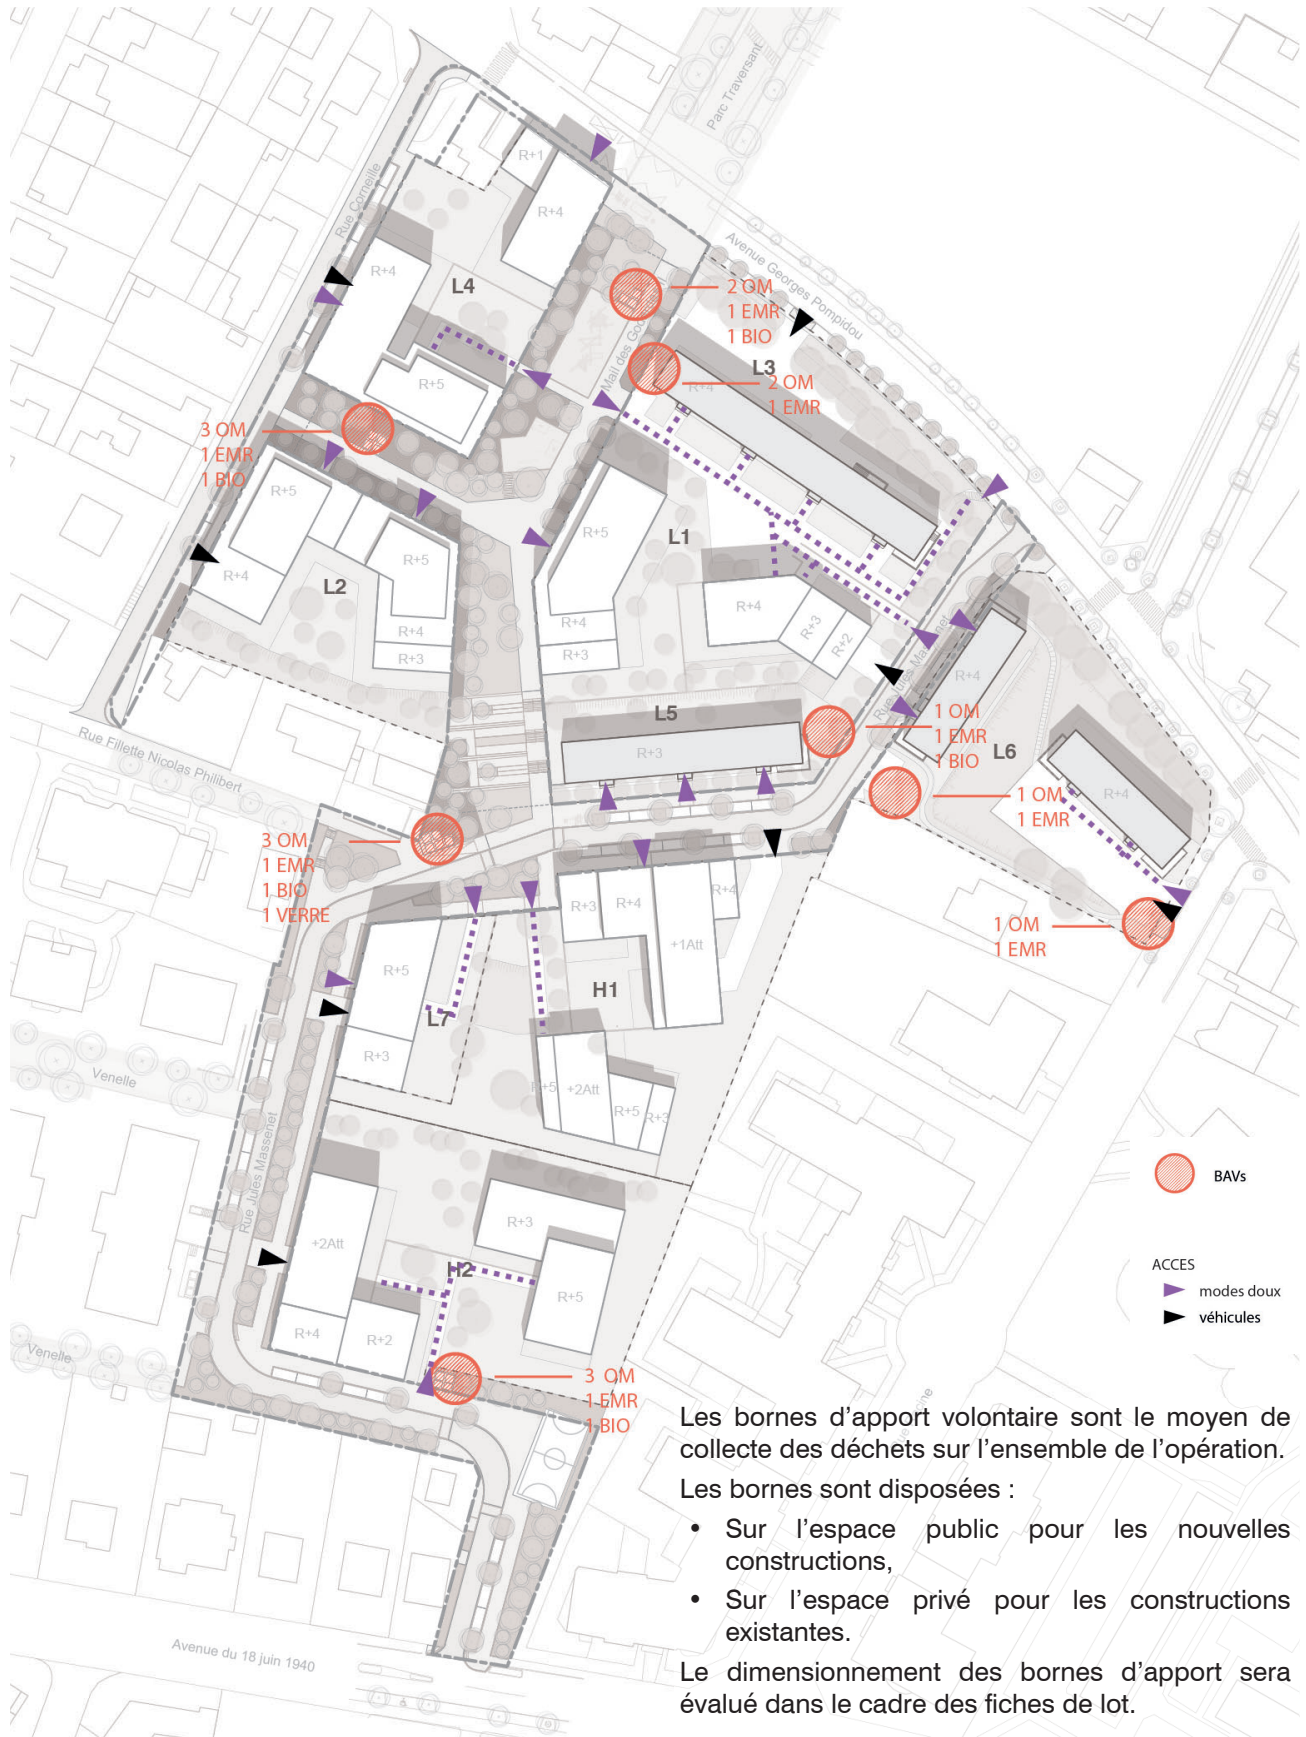 Parc Traversant
R+1
Rue Corneille
R+4
Avenue Georges Pompidou
R+4
L4
2 OM
1 EMR
1 BIO
L3
R+4
2 OM
1 EMR
R+5
3 OM
1 EMR
1 BIO
R+5
R+5
R+5
L1
R+4
L2
R+4
R+3
R+2
R+4
R+3
R+4
R+3
Rue Fillette Nicolas Philibert
L5
R+3
R+4
1 OM
1 EMR
1 BIO
L6
R+4
1 OM
1 EMR
3 OM
1 EMR
1 BIO
1 VERRE
R+3
R+4
R+4
+1Att
1 OM
1 EMR
R+5
H1
L7
R+3
Venelle
R+5
+2Att
R+5
R+3
Rue Jules Massenet
BAVs
R+3
+2Att
ACCES
H2
modes doux
R+5
véhicules
R+4
R+2
Venelle
3 OM
1 EMR
1 BIO
Les bornes d’apport volontaire sont le moyen de
collecte des déchets sur l’ensemble de l’opération.
Les bornes sont disposées :
• Sur l’espace public pour les nouvelles
constructions,
• Sur l’espace privé pour les constructions
existantes.
Avenue du 18 juin 1940
Le dimensionnement des bornes d’apport sera
évalué dans le cadre des fiches de lot.